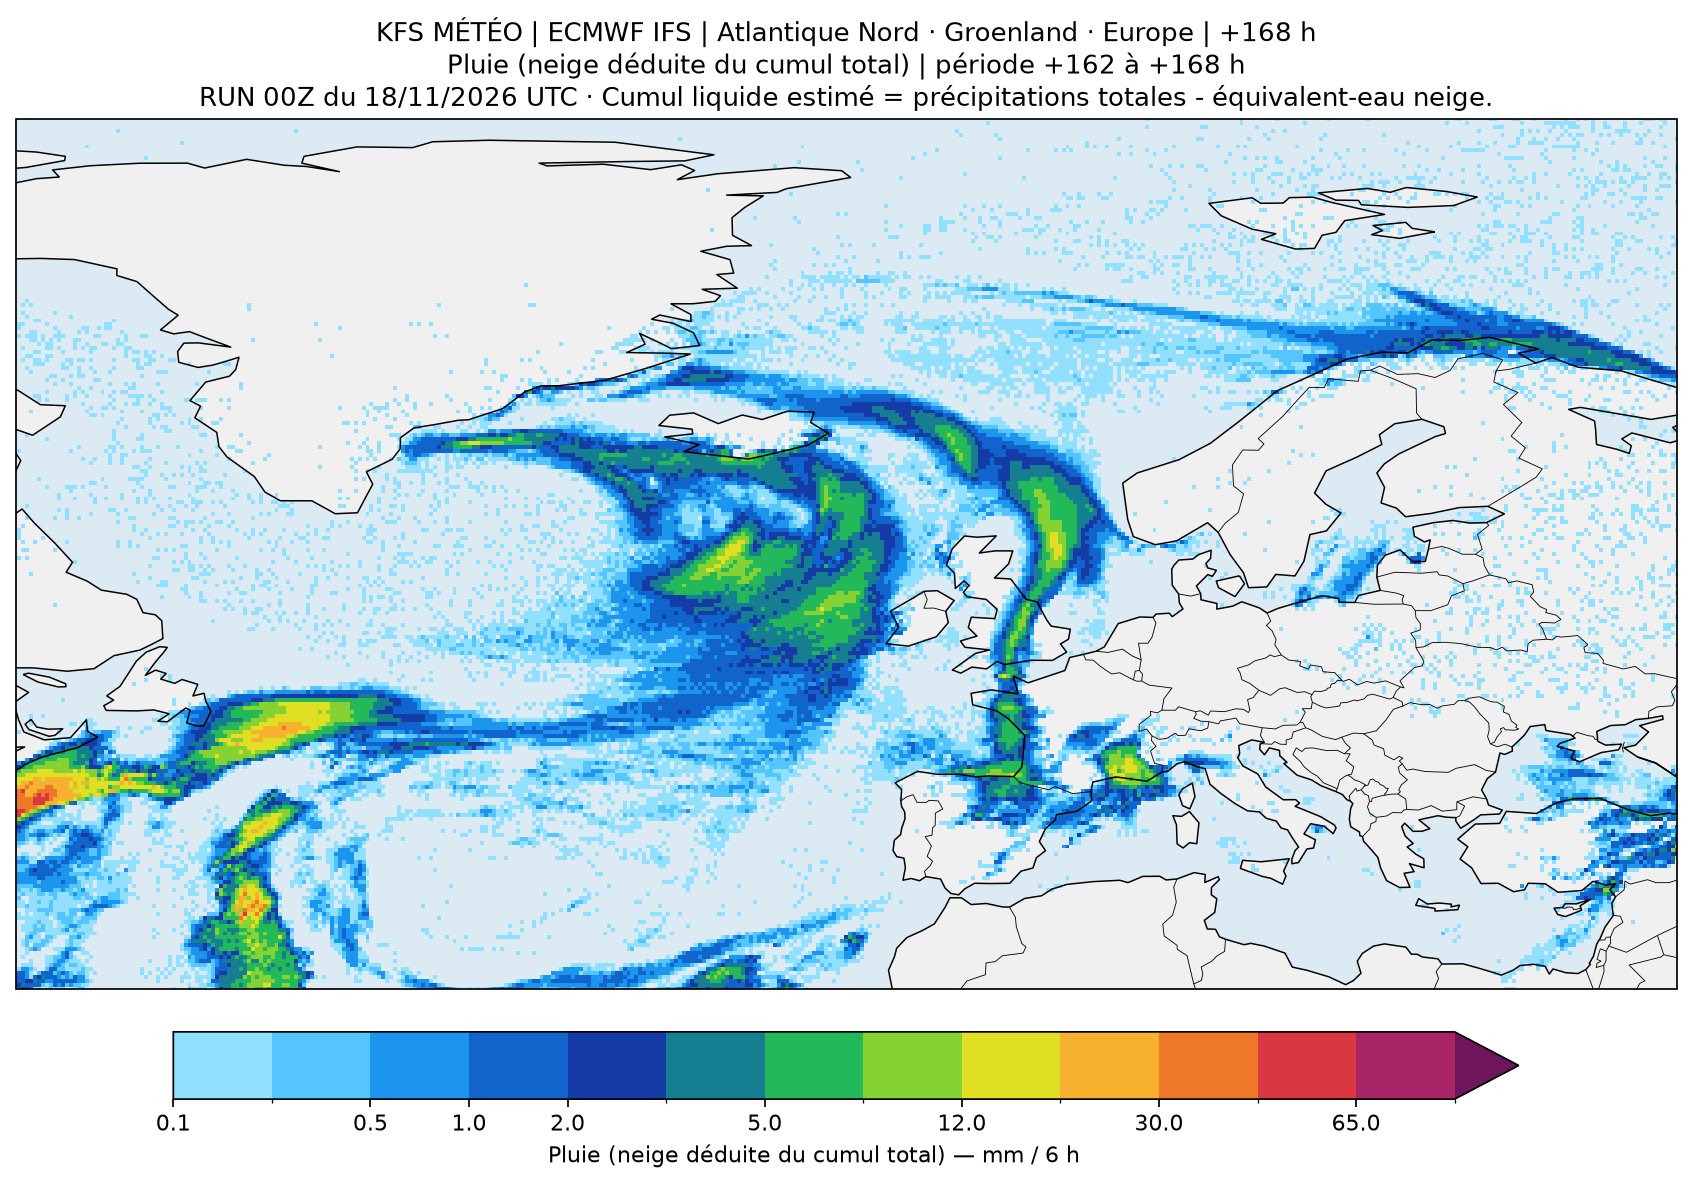 KFS MÉTÉO | ECMWF IFS | Atlantique Nord · Groenland · Europe | +168 h
Pluie (neige déduite du cumul total) | période +162 à +168 h
RUN 00Z du 18/11/2026 UTC · Cumul liquide estimé = précipitations totales - équivalent-eau neige.
0.1 0.5 1.0 2.0 5.0 12.0 30.0 65.0
Pluie (neige déduite du cumul total) — mm / 6 h